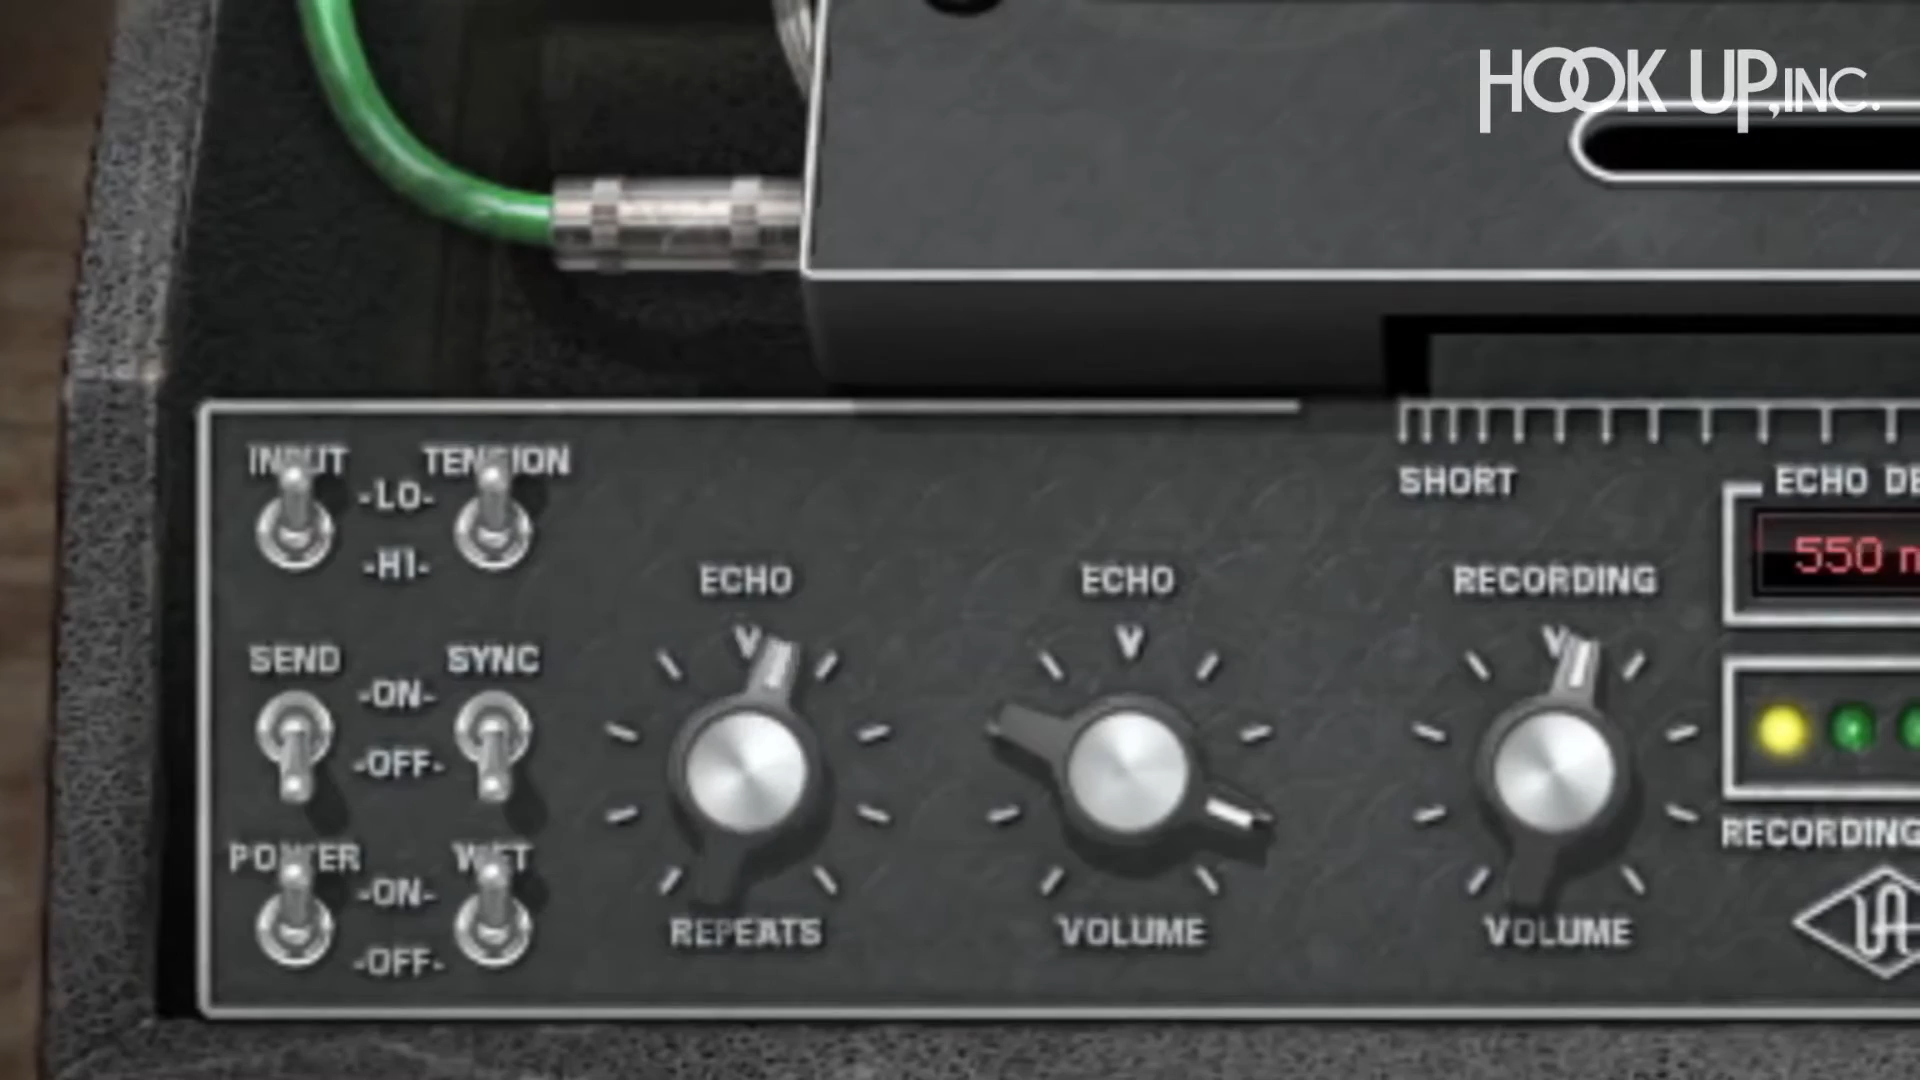 HOOK UP, INC.
INPUT TENSION
-LO-
-HI-
SHORT
ECHO DE
550 m
ECHO
ECHO
RECORDING
SEND SYNC
-ON-
-OFF-
RECORDING
POWER WET
-ON-
-OFF-
REPEATS
VOLUME
VOLUME
UA